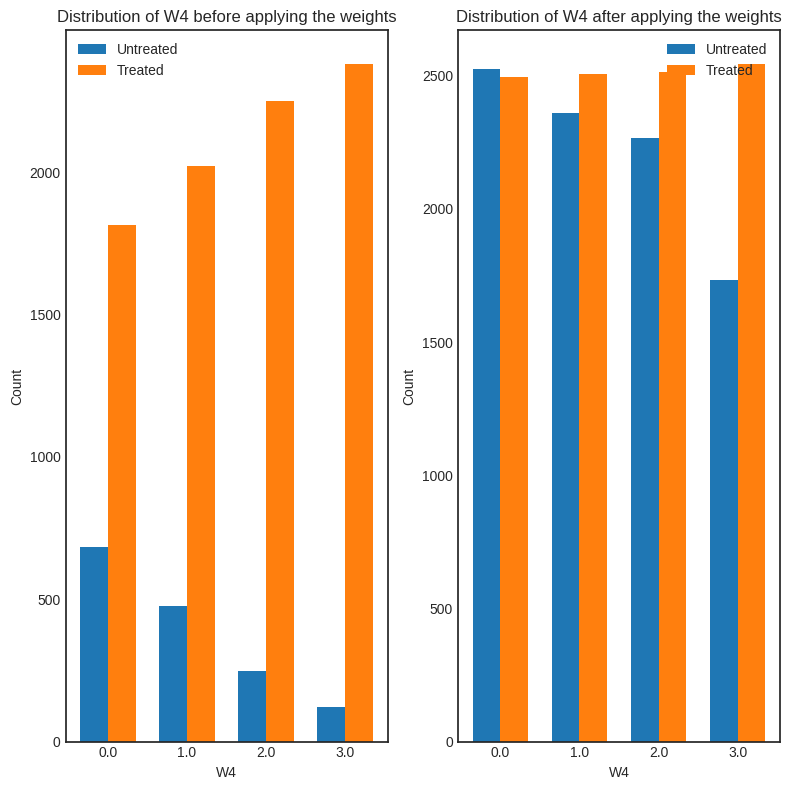 Distribution of W4 before applying the weights
Untreated
Treated
2000
1500
1000
500
0
Count
0.0 1.0 2.0 3.0
W4
Distribution of W4 after applying the weights
Untreated
Treated
2500
2000
1500
1000
500
0
Count
0.0 1.0 2.0 3.0
W4